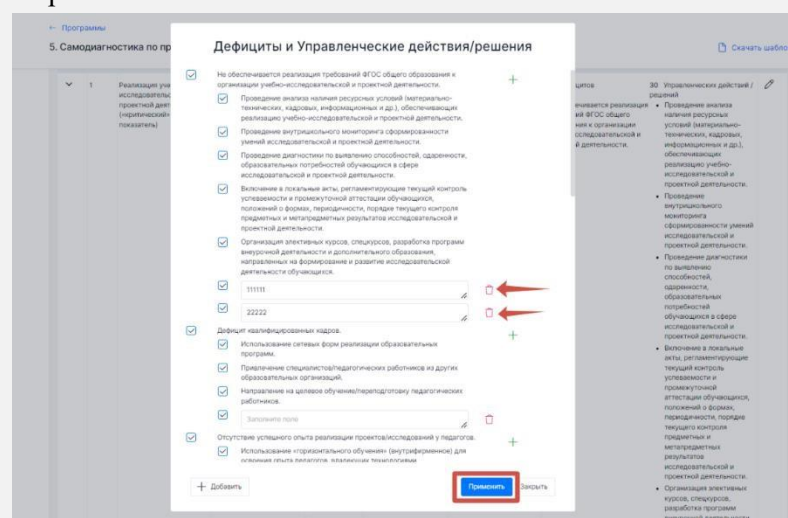 ← Программы
5. Самодиагностика по пр
Скачать шабло
1
Реализация уче
исследовательс
проектной деят
(критический
показатель)
Дефициты и Управленческие действия/решения
Не обеспечивается реализация требований ФГОС общего образования к
организации учебно-исследовательской и проектной деятельности.
Проведение анализа наличия ресурсных условий (материально-
технических, кадровых, информационных и др.), обеспечивающих
реализацию учебно-исследовательской и проектной деятельности.
Проведение внутришкольного мониторинга сформированности
умений исследовательской и проектной деятельности.
Проведение диагностики по выявлению способностей, одаренности,
образовательных потребностей обучающихся в сфере
исследовательской и проектной деятельности.
Включение в локальные акты, регламентирующие текущий контроль
успеваемости и промежуточной аттестации обучающихся,
положений о формах, периодичности, порядке текущего контроля
предметных и метапредметных результатов исследовательской и
проектной деятельности.
Организация элективных курсов, спецкурсов, разработка программ
внеурочной деятельности и дополнительного образования,
направленных на формирование и развитие исследовательской
деятельности обучающихся.
111111
22222
Дефицит квалифицированных кадров.
Использование сетевых форм реализации образовательных
программ.
Привлечение специалистов/педагогических работников из других
образовательных организаций.
Направление на целевое обучение/переподготовку педагогических
работников.
Заполните поле
Отсутствие успешного опыта реализации проектов/исследований у педагогов.
Использование «горизонтального обучения» (внутрифирменное) для
освоения опыта педагогов, владеющих технологиями
+ Добавить
Применить
Закрыть
цитов
ечивается реализация
ий ФГОС общего
ния к организации
сследовательской и
й деятельности.
30 Управленческих действий /
решений
• Проведение анализа
наличия ресурсных
условий (материально-
технических, кадровых,
информационных и др.),
обеспечивающих
реализацию учебно-
исследовательской и
проектной деятельности.
• Проведение
внутришкольного
мониторинга
сформированности умений
исследовательской и
проектной деятельности.
• Проведение диагностики
по выявлению
способностей,
одаренности,
образовательных
потребностей
обучающихся в сфере
исследовательской и
проектной деятельности.
• Включение в локальные
акты, регламентирующие
текущий контроль
успеваемости и
промежуточной
аттестации обучающихся,
положений о формах,
периодичности, порядке
текущего контроля
предметных и
метапредметных
результатов
исследовательской и
проектной деятельности.
• Организация элективных
курсов, спецкурсов,
разработка программ